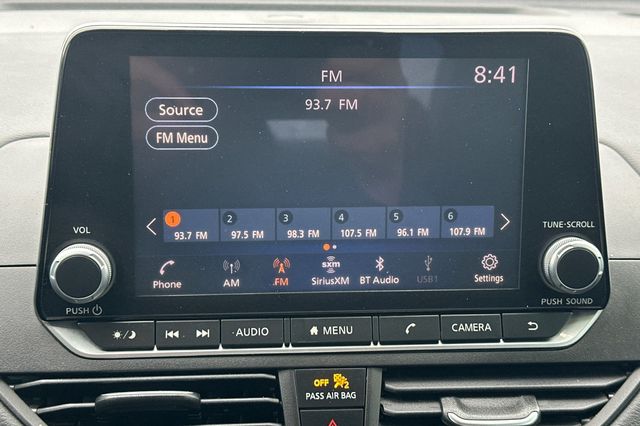 FM 8:41
93.7 FM
Source
FM Menu
1 2 3 4 5 6
93.7 FM 97.5 FM 98.3 FM 107.5 FM 96.1 FM 107.9 FM
sxm
Phone AM FM SiriusXM BT Audio USB1 Settings
VOL
PUSH
TUNE·SCROLL
PUSH SOUND
AUDIO MENU CAMERA
OFF 2
PASS AIR BAG